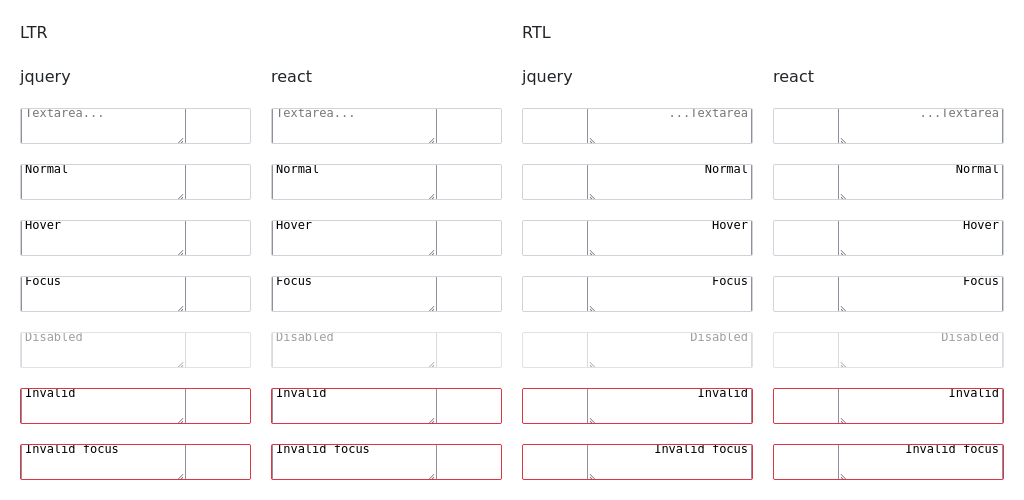 LTR RTL
jquery react jquery react
Textarea... Textarea... ...Textarea ...Textarea
Normal Normal Normal Normal
Hover Hover Hover Hover
Focus Focus Focus Focus
Disabled Disabled Disabled Disabled
Invalid Invalid Invalid Invalid
Invalid focus Invalid focus Invalid focus Invalid focus